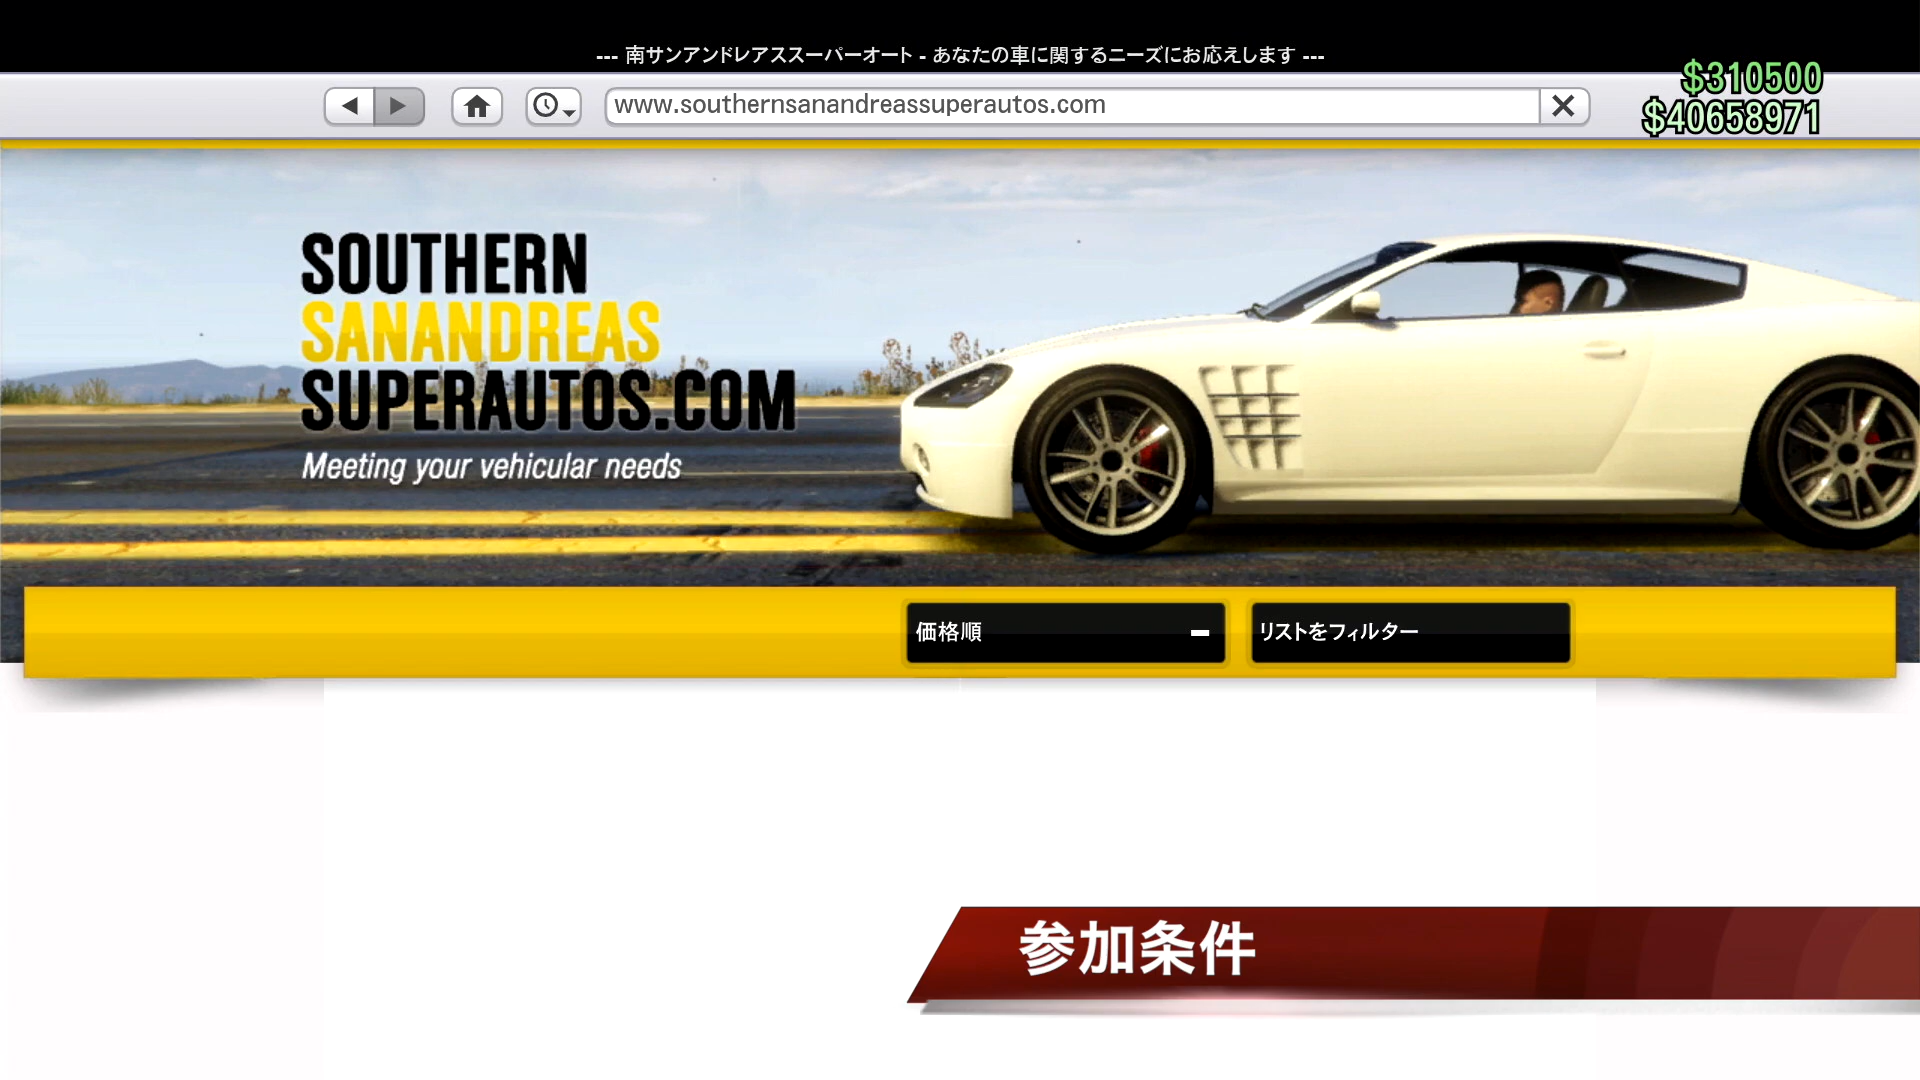 --- 南サンアンドレアススーパーオート - あなたの車に関するニーズにお応えします ---
$310500
www.southernsanandreassuperautos.com
$40658971
SOUTHERN
SANANDREAS
SUPERAUTOS.COM
Meeting your vehicular needs
価格順
リストをフィルター
参加条件